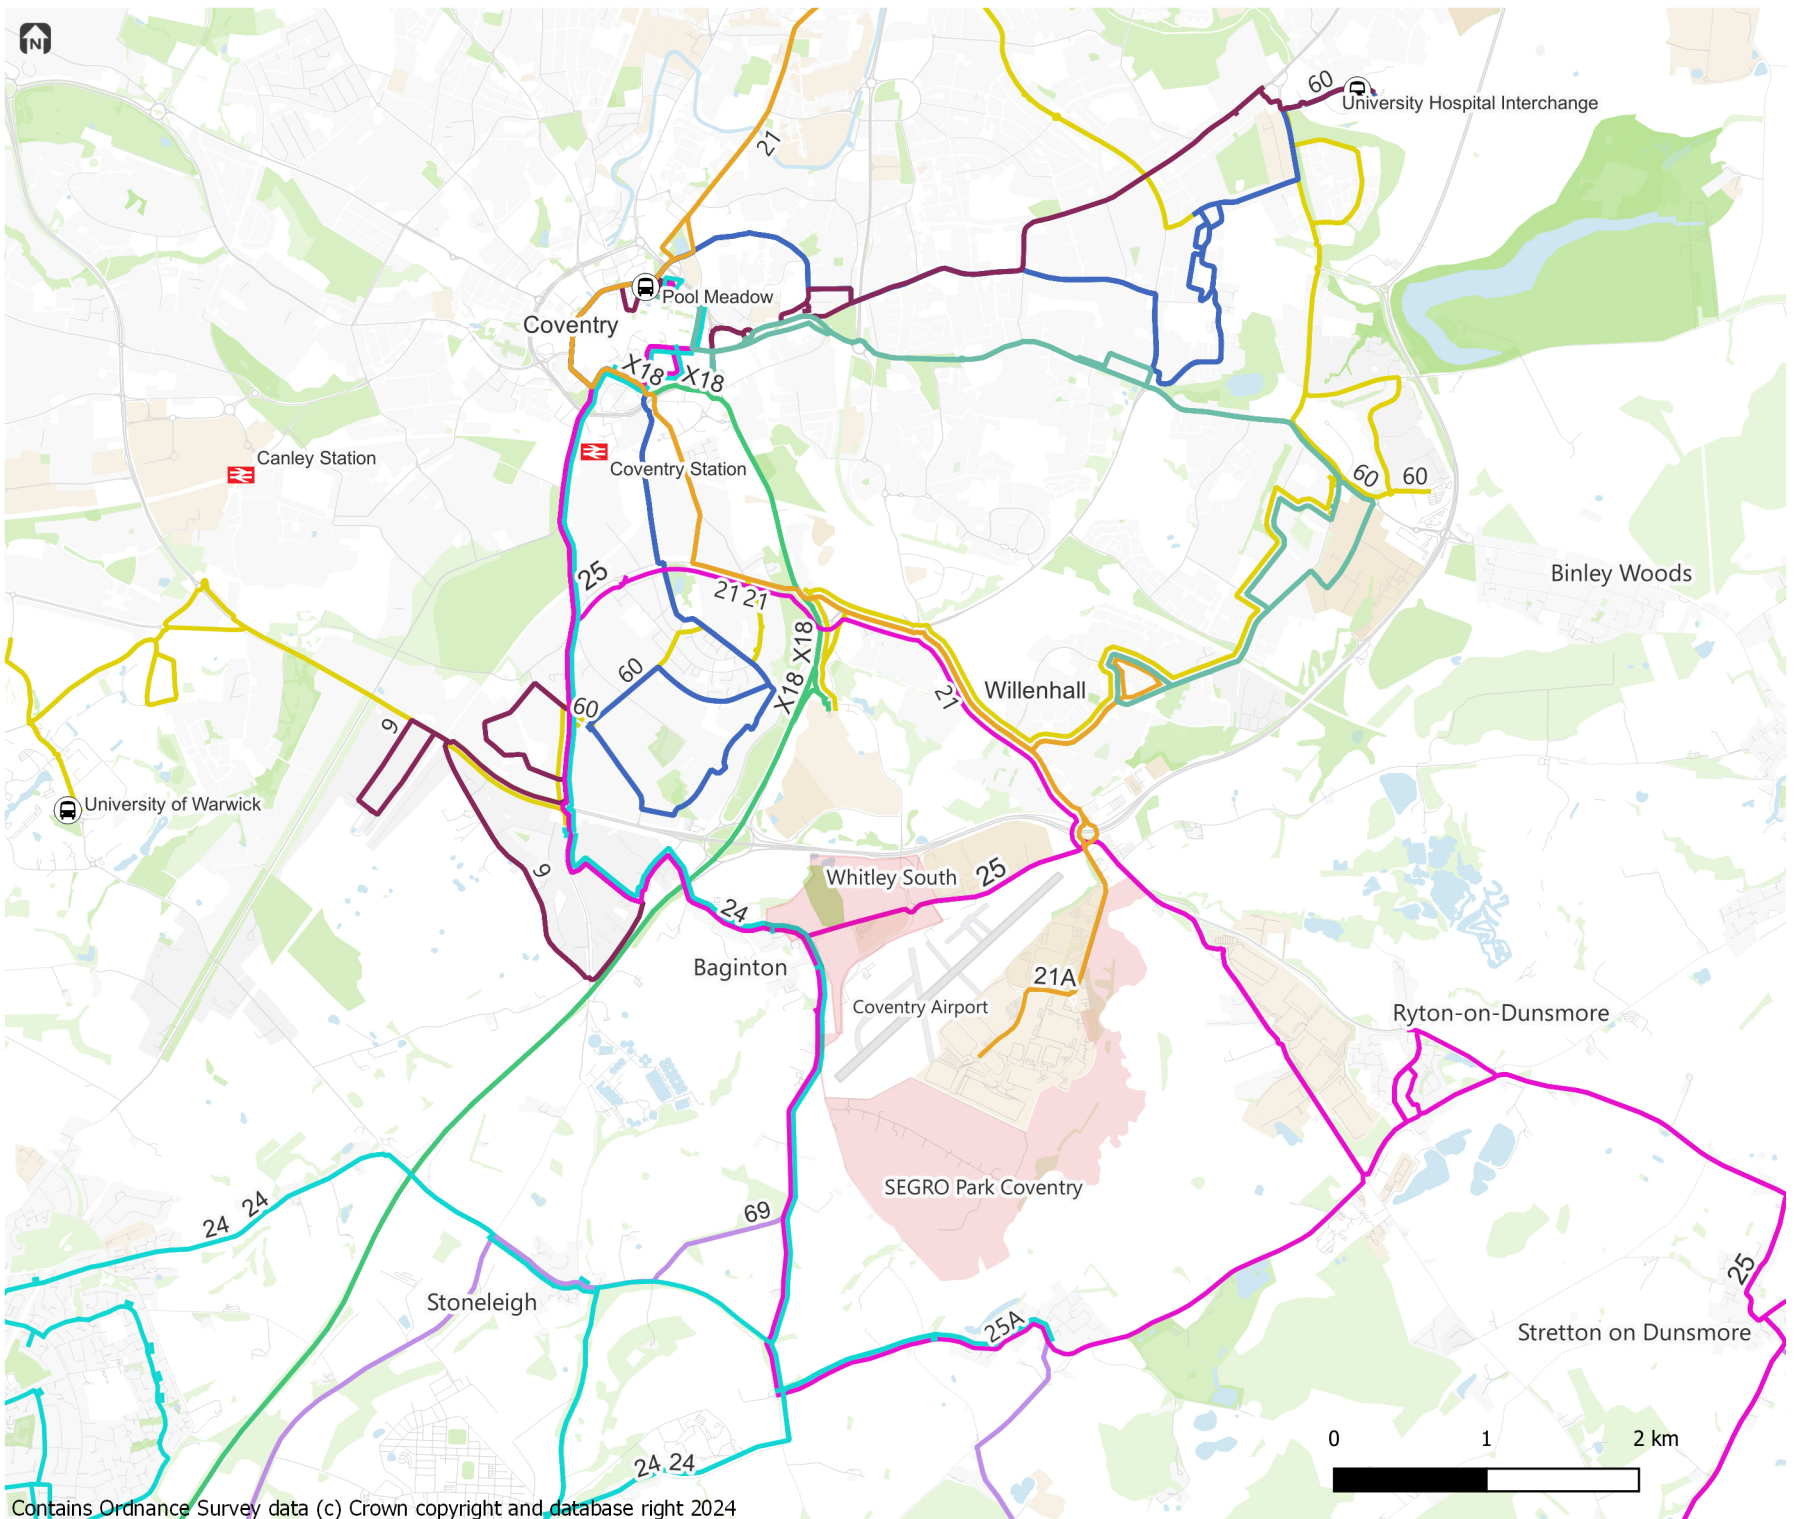 N
60
University Hospital Interchange
21
Pool Meadow
Coventry
X18
X18
Canley Station
Coventry Station
60
60
25
21
21
Binley Woods
X18
60
X18
Willenhall
21
60
9
University of Warwick
9
Whitley South
25
24
Baginton
21A
Coventry Airport
Ryton-on-Dunsmore
SEGRO Park Coventry
24
24
69
25
Stoneleigh
25A
Stretton on Dunsmore
0 1 2 km
24
24
Contains Ordnance Survey data (c) Crown copyright and database right 2024